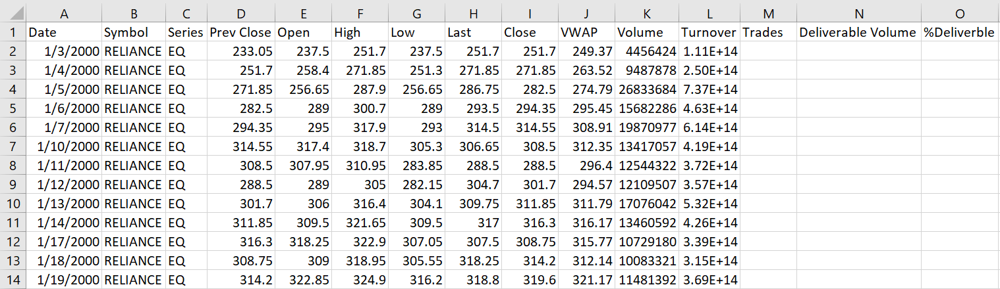 A B C D E F G H I J K L M N O
1 Date Symbol Series Prev Close Open High Low Last Close VWAP Volume Turnover Trades Deliverable Volume %Deliverble
2 1/3/2000 RELIANCE EQ 233.05 237.5 251.7 237.5 251.7 251.7 249.37 4456424 1.11E+14
3 1/4/2000 RELIANCE EQ 251.7 258.4 271.85 251.3 271.85 271.85 263.52 9487878 2.50E+14
4 1/5/2000 RELIANCE EQ 271.85 256.65 287.9 256.65 286.75 282.5 274.79 26833684 7.37E+14
5 1/6/2000 RELIANCE EQ 282.5 289 300.7 289 293.5 294.35 295.45 15682286 4.63E+14
6 1/7/2000 RELIANCE EQ 294.35 295 317.9 293 314.5 314.55 308.91 19870977 6.14E+14
7 1/10/2000 RELIANCE EQ 314.55 317.4 318.7 305.3 306.65 308.5 312.35 13417057 4.19E+14
8 1/11/2000 RELIANCE EQ 308.5 307.95 310.95 283.85 288.5 288.5 296.4 12544322 3.72E+14
9 1/12/2000 RELIANCE EQ 288.5 289 305 282.15 304.7 301.7 294.57 12109507 3.57E+14
10 1/13/2000 RELIANCE EQ 301.7 306 316.4 304.1 309.75 311.85 311.79 17076042 5.32E+14
11 1/14/2000 RELIANCE EQ 311.85 309.5 321.65 309.5 317 316.3 316.17 13460592 4.26E+14
12 1/17/2000 RELIANCE EQ 316.3 318.25 322.9 307.05 307.5 308.75 315.77 10729180 3.39E+14
13 1/18/2000 RELIANCE EQ 308.75 309 318.95 305.55 318.25 314.2 312.14 10083321 3.15E+14
14 1/19/2000 RELIANCE EQ 314.2 322.85 324.9 316.2 318.8 319.6 321.17 11481392 3.69E+14